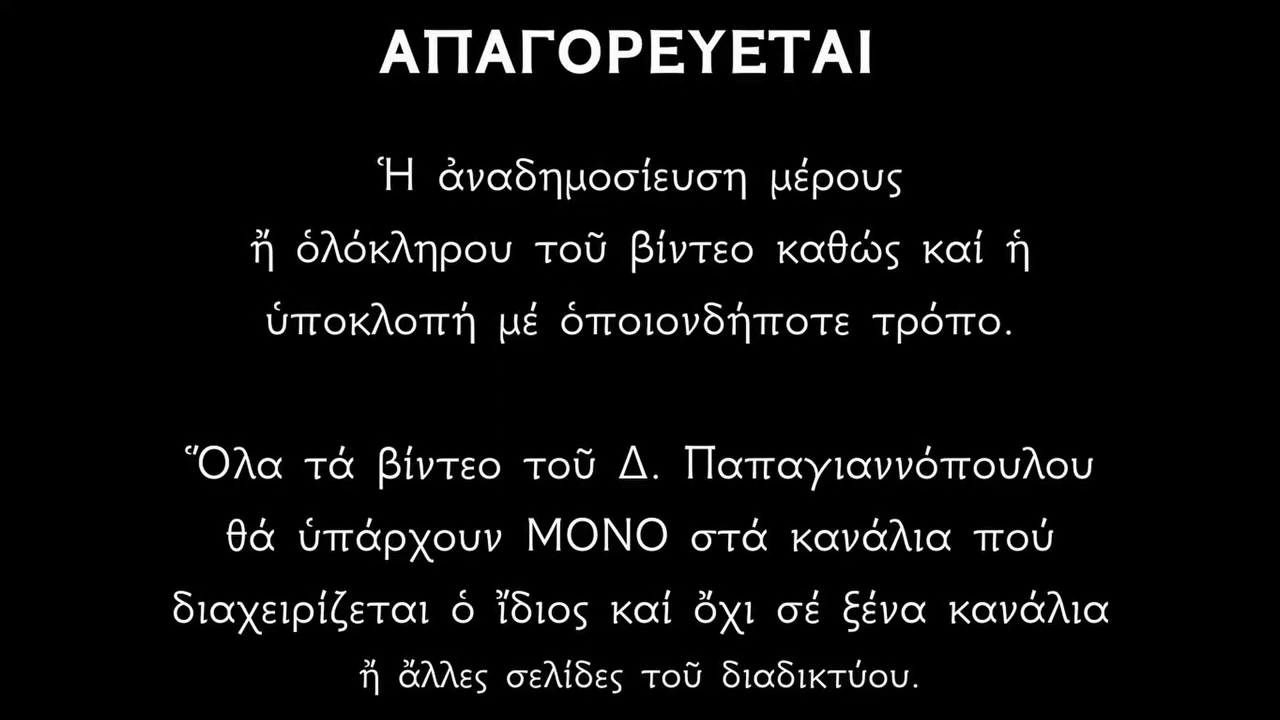 ΑΠΑΓΟΡΕΥΕΤΑΙ
Ἡ ἀναδημοσίευση μέρους
ἤ ὁλόκληρου τοῦ βίντεο καθώς καί ἡ
ὑποκλοπή μέ ὁποιονδήποτε τρόπο.
Ὅλα τά βίντεο τοῦ Δ. Παπαγιαννόπουλου
θά ὑπάρχουν ΜΟΝΟ στά κανάλια πού
διαχειρίζεται ὁ ἴδιος καί ὄχι σέ ξένα κανάλια
ἤ ἄλλες σελίδες τοῦ διαδικτύου.